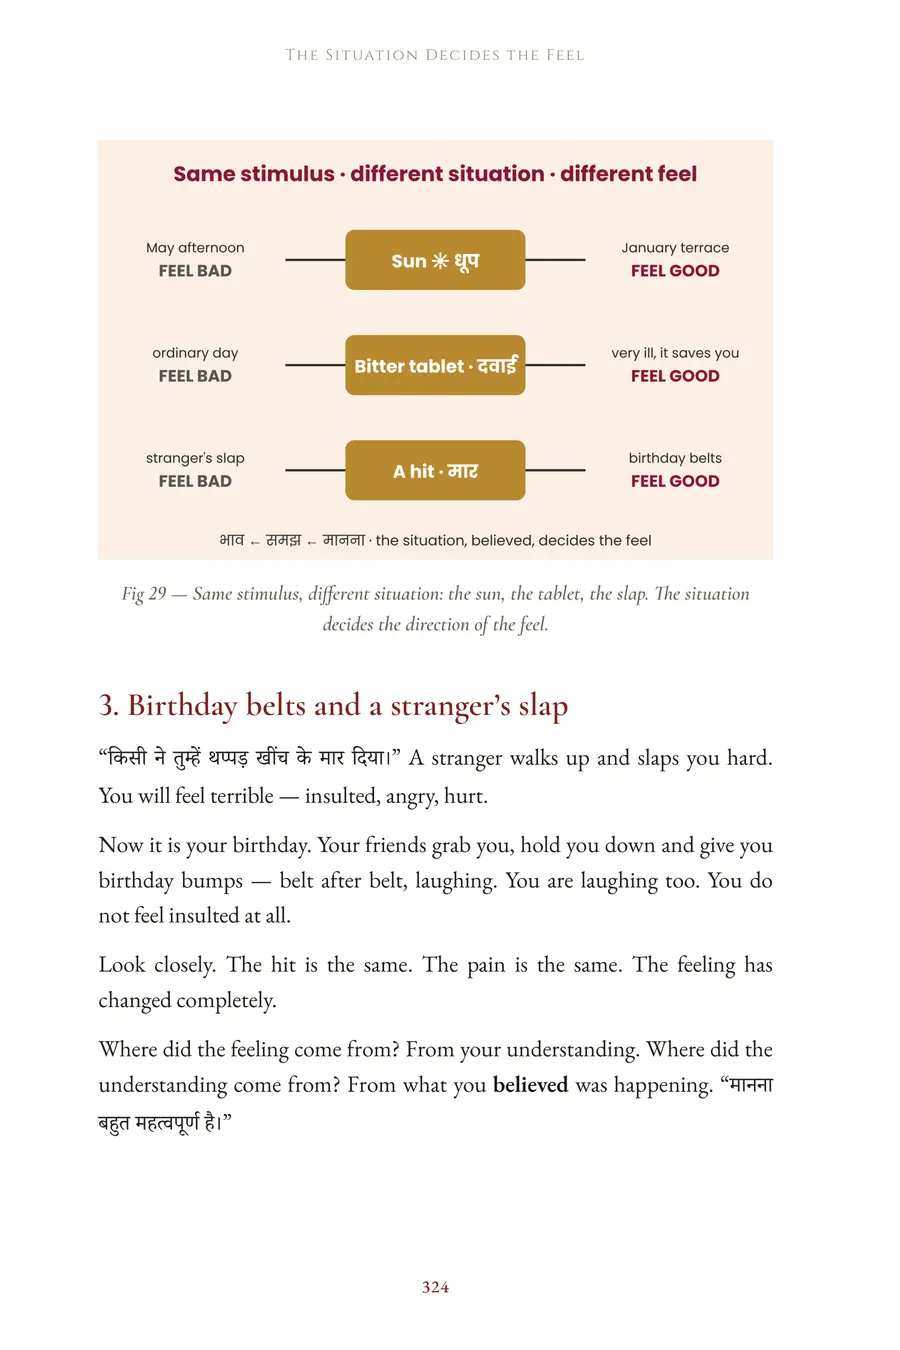 The Situation Decides the Feel
Same stimulus · different situation · different feel
May afternoon
FEEL BAD
Sun ☀ धूप
January terrace
FEEL GOOD
ordinary day
FEEL BAD
Bitter tablet · दवाई
very ill, it saves you
FEEL GOOD
stranger's slap
FEEL BAD
A hit · मार
birthday belts
FEEL GOOD
भाव ← समझ ← मानना · the situation, believed, decides the feel
Fig 29 — Same stimulus, different situation: the sun, the tablet, the slap. The situation
decides the direction of the feel.
3. Birthday belts and a stranger’s slap
“किसी ने तुम्हें थप्पड़ खींच के मार दिया।” A stranger walks up and slaps you hard.
You will feel terrible — insulted, angry, hurt.
Now it is your birthday. Your friends grab you, hold you down and give you
birthday bumps — belt after belt, laughing. You are laughing too. You do
not feel insulted at all.
Look closely. The hit is the same. The pain is the same. The feeling has
changed completely.
Where did the feeling come from? From your understanding. Where did the
understanding come from? From what you believed was happening. “मानना
बहुत महत्वपूर्ण है।”
324